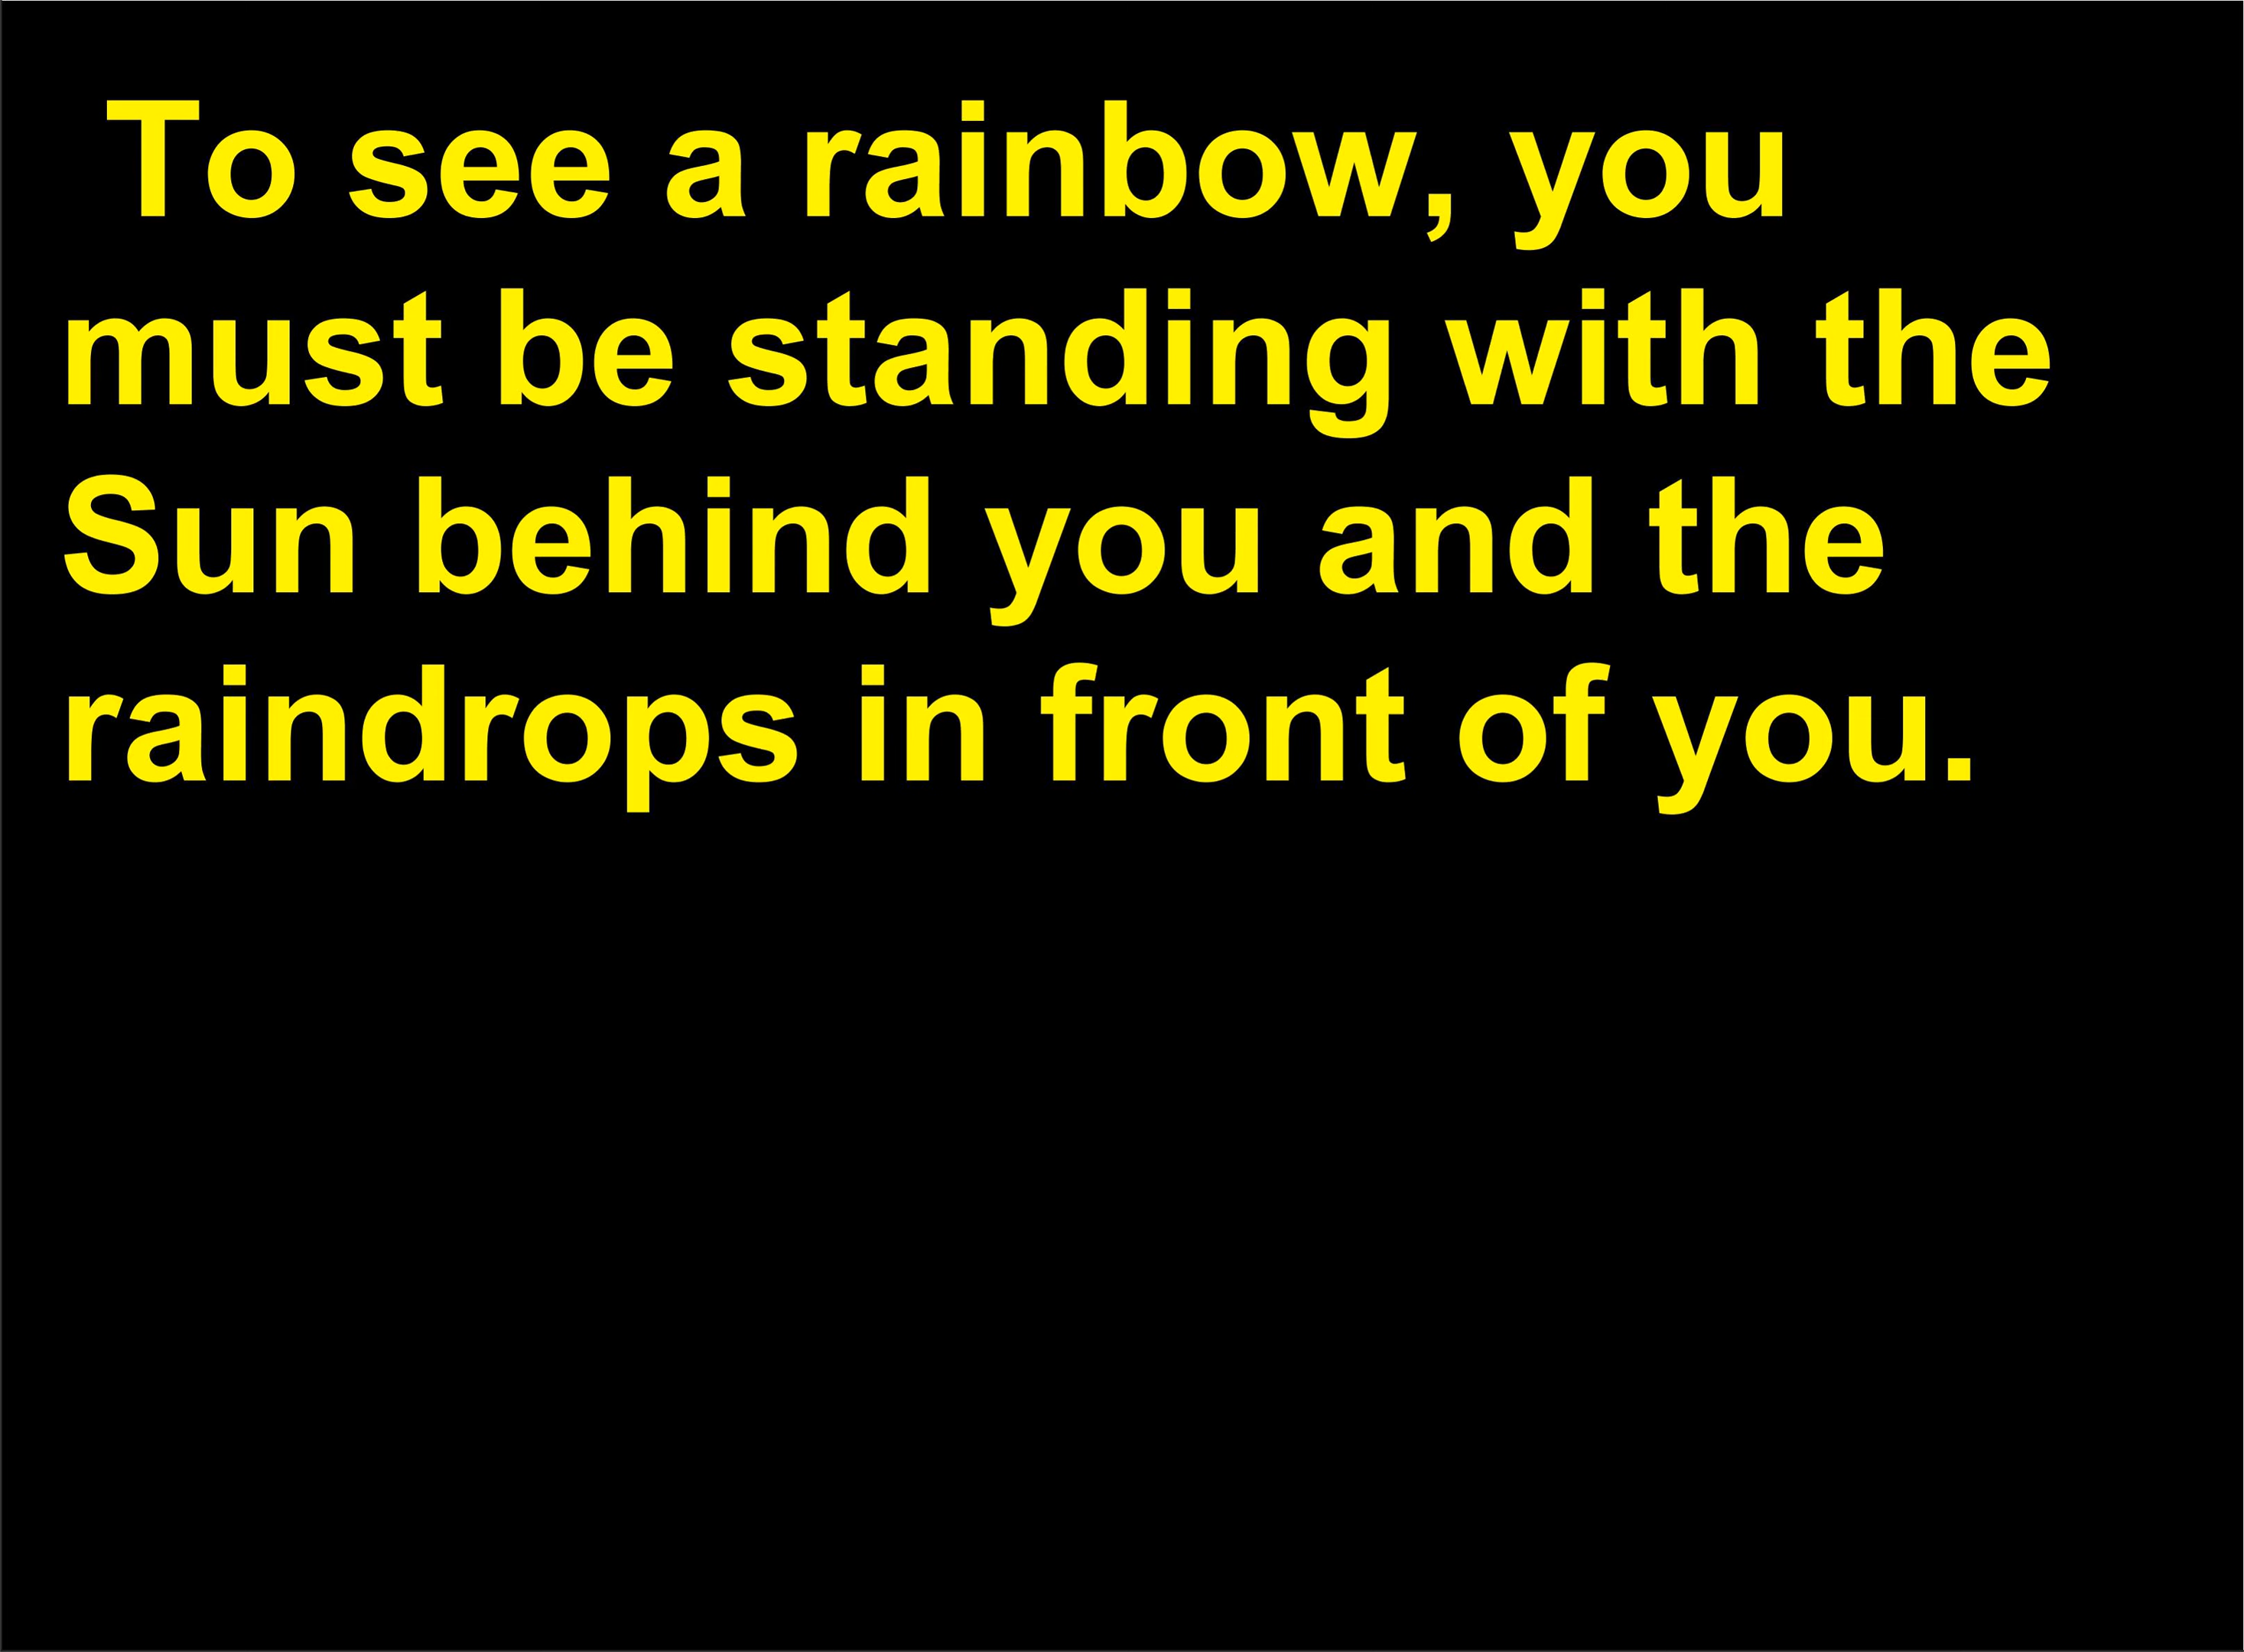 To see a rainbow, you
must be standing with the
Sun behind you and the
raindrops in front of you.